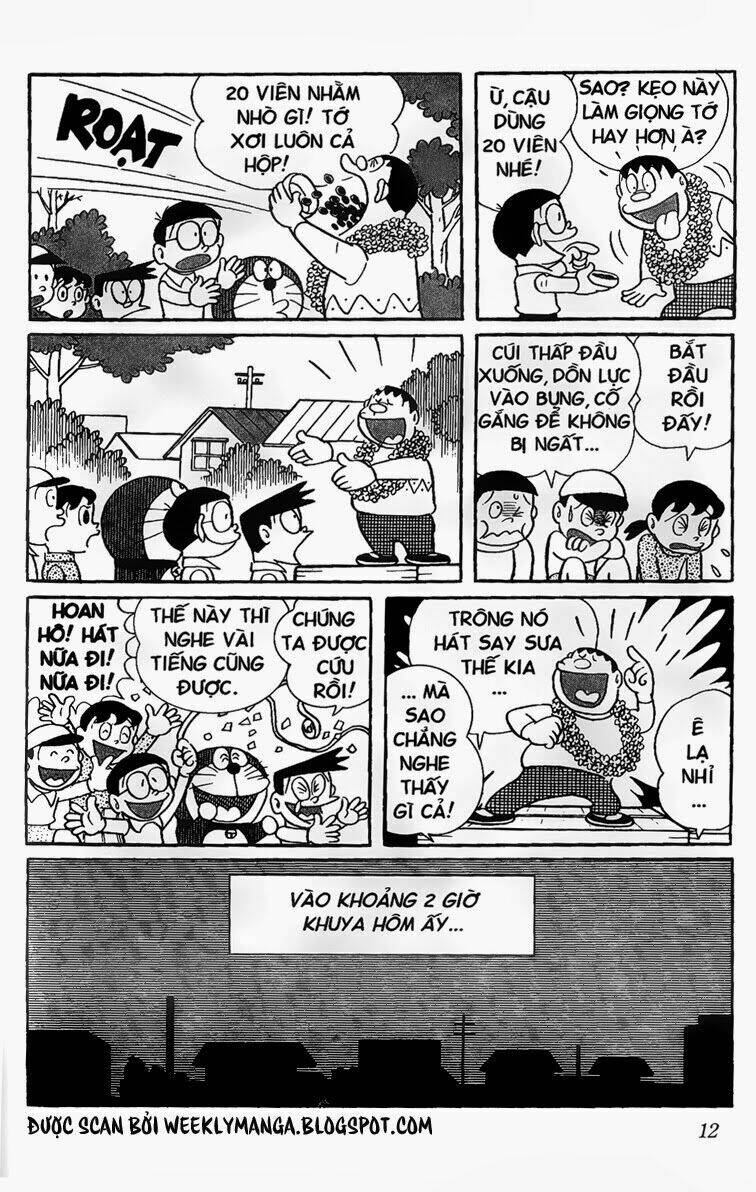 SAO? KẸO NÀY
LÀM GIỌNG TỚ
HAY HƠN À?
Ừ, CẬU
DÙNG
20 VIÊN
NHÉ!
20 VIÊN NHẰM
NHÒ GÌ! TỚ
XƠI LUÔN CẢ
HỘP!
ROẠT
BẮT
ĐẦU
RỒI
ĐẤY!
CÚI THẤP ĐẦU
XUỐNG, DỒN LỰC
VÀO BỤNG, CỐ
GẮNG ĐỂ KHÔNG
BỊ NGẤT...
Ê
LẠ
NHỈ
...
TRÔNG NÓ
HÁT SAY SƯA
THẾ KIA
...
... MÀ
SAO
CHẲNG
NGHE
THẤY
GÌ CẢ!
CHÚNG
TA ĐƯỢC
CỨU
RỒI!
THẾ NÀY THÌ
NGHE VÀI
TIẾNG CŨNG
ĐƯỢC.
HOAN
HÔ! HÁT
NỮA ĐI!
NỮA ĐI!
VÀO KHOẢNG 2 GIỜ
KHUYA HÔM ẤY...
ĐƯỢC SCAN BỞI WEEKLYMANGA.BLOGSPOT.COM
12